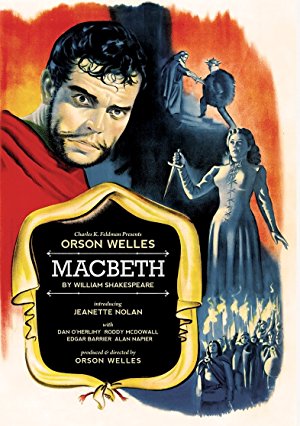 Charles K. Feldman Presents
ORSON WELLES
MACBETH
BY WILLIAM SHAKESPEARE
introducing
JEANETTE NOLAN
with
DAN O'HERLIHY RODDY MCDOWALL
EDGAR BARRIER ALAN NAPIER
produced & directed by
ORSON WELLES